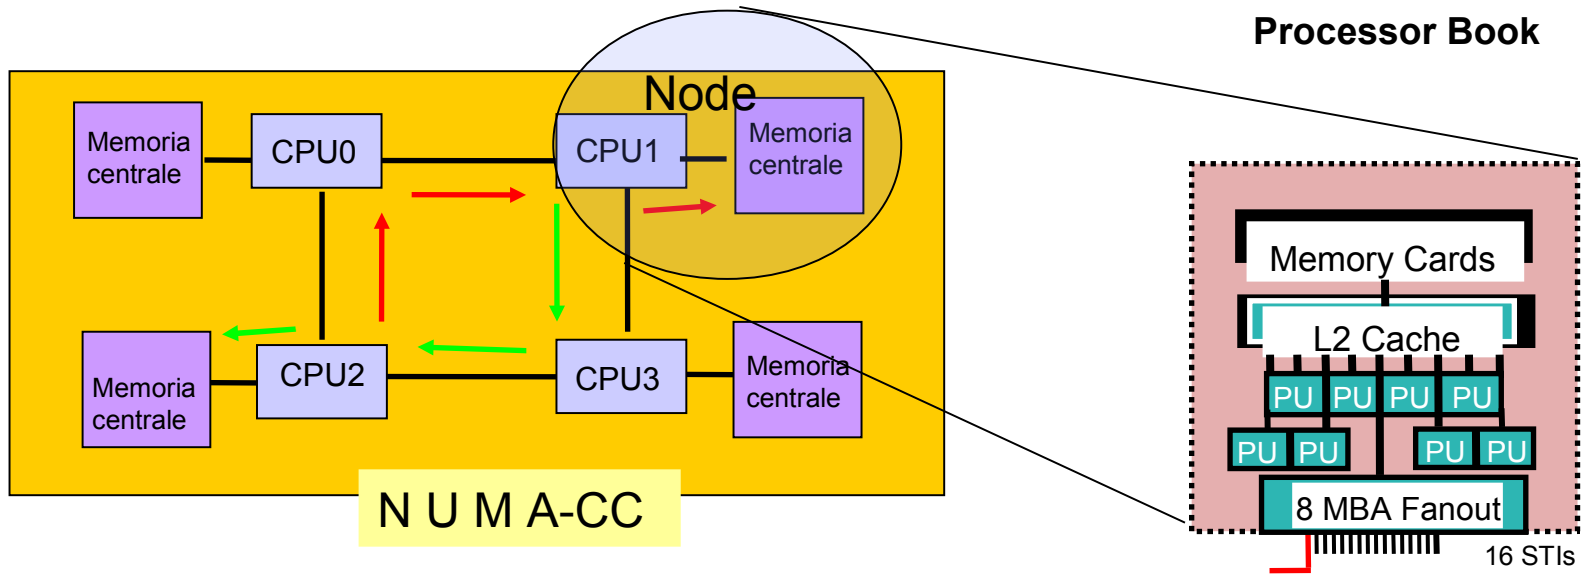 Processor Book
Node
Memoria
centrale
CPU0
CPU1
Memoria
centrale
Memoria
centrale
CPU2
CPU3
Memoria
centrale
N U M A-CC
Memory Cards
L2 Cache
PU PU PU PU
PU PU PU PU
8 MBA Fanout
16 STIs